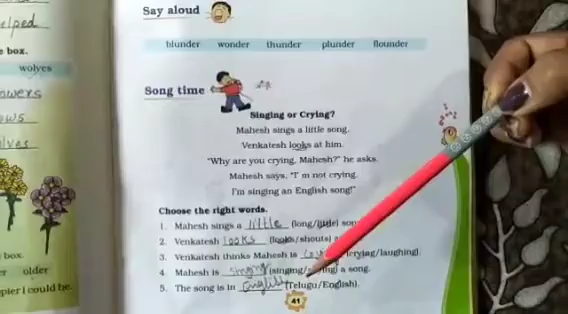 elped
Say aloud
e box.
blunder wonder thunder plunder flounder
wolves
owers
Song time
ows
Singing or Crying?
lves
Mahesh sings a little song.
Venkatesh looks at him.
"Why are you crying, Mahesh?" he asks.
Mahesh says, "I' m not crying.
I'm singing an English song!"
Choose the right words.
1. Mahesh sings a little (long/little) son
2. Venkatesh looks (looks/shouts) a
box.
3. Venkatesh thinks Mahesh is (crying/laughing).
er older
4. Mahesh is singing (singing/ a song.
pier i could be.
5. The song is in English (Telugu/English).
41